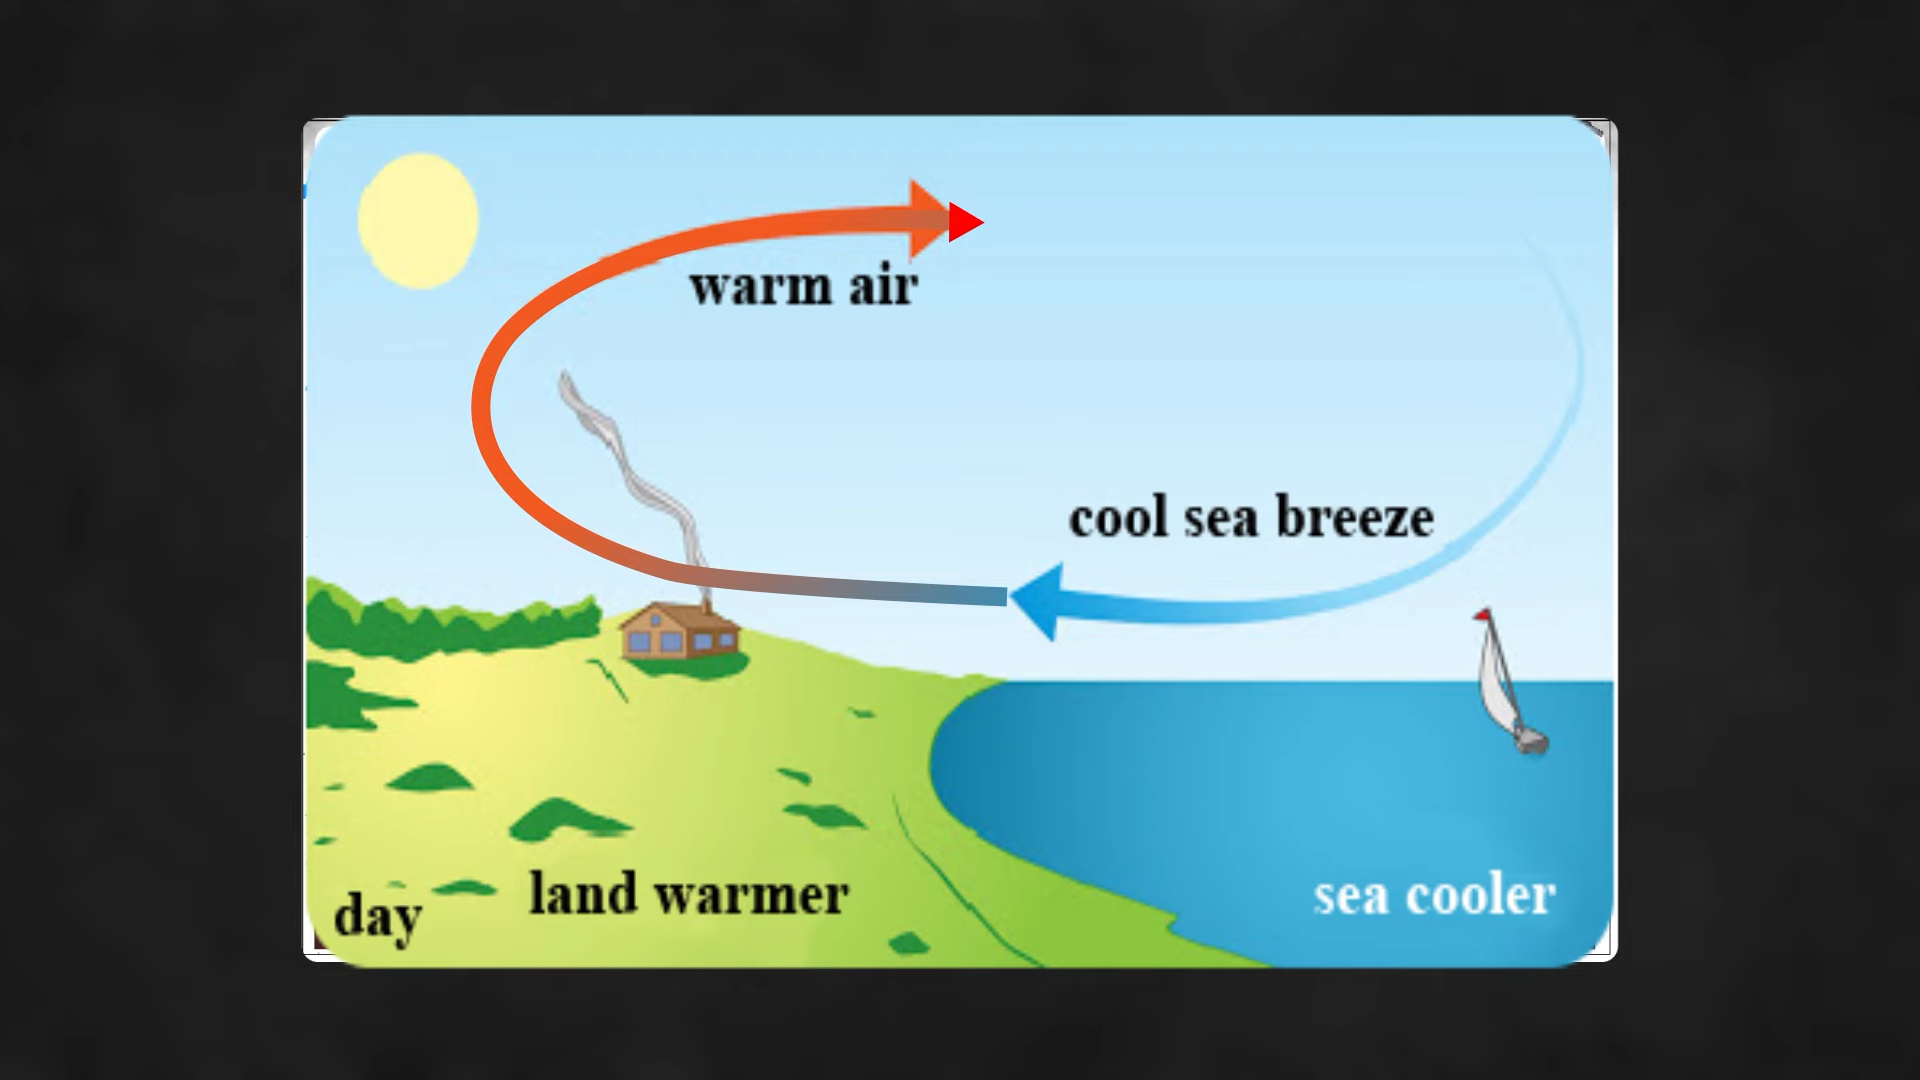 warm air
cool sea breeze
land warmer
sea cooler
day